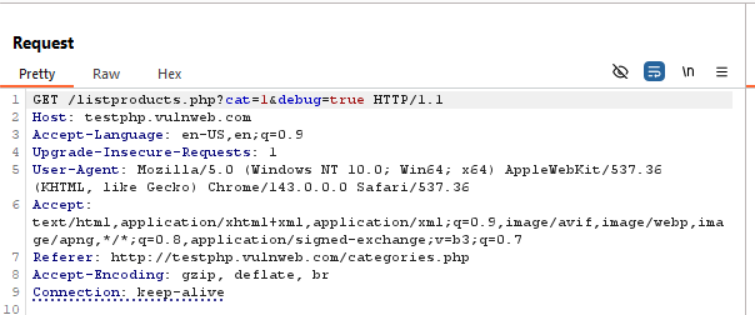 Request
Pretty Raw Hex \n
1 GET /listproducts.php?cat=1&debug=true HTTP/1.1
2 Host: testphp.vulnweb.com
3 Accept-Language: en-US,en;q=0.9
4 Upgrade-Insecure-Requests: 1
5 User-Agent: Mozilla/5.0 (Windows NT 10.0; Win64; x64) AppleWebKit/537.36
(KHTML, like Gecko) Chrome/143.0.0.0 Safari/537.36
6 Accept:
text/html,application/xhtml+xml,application/xml;q=0.9,image/avif,image/webp,ima
ge/apng,*/*;q=0.8,application/signed-exchange;v=b3;q=0.7
7 Referer: http://testphp.vulnweb.com/categories.php
8 Accept-Encoding: gzip, deflate, br
9 Connection: keep-alive
10